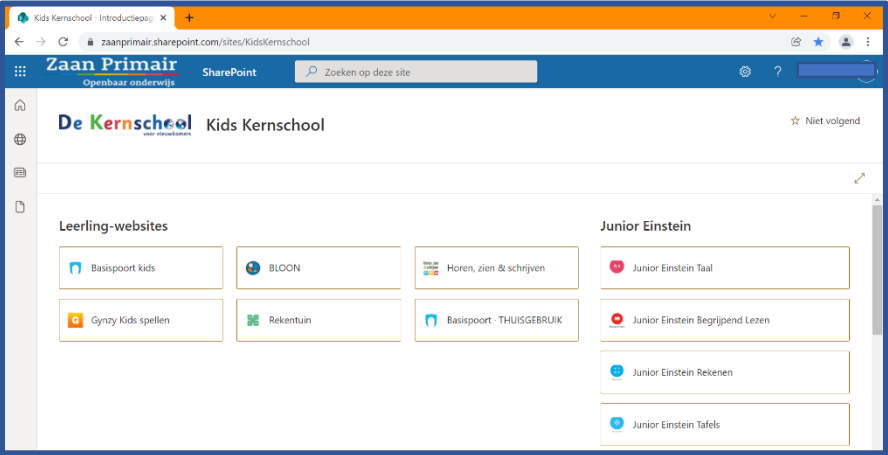 Kids Kernschool - Introductiepag
zaanprimair.sharepoint.com/sites/KidsKernschool
Zaan Primair
Openbaar onderwijs
SharePoint
Zoeken op deze site
De Kernschool
voor nieuwkomers
Kids Kernschool
Niet volgend
Leerling-websites
Junior Einstein
Basispoort kids
BLOON
Horen, zien & schrijven
Junior Einstein Taal
Gynzy Kids spellen
Rekentuin
Basispoort - THUISGEBRUIK
Junior Einstein Begrijpend Lezen
Junior Einstein Rekenen
Junior Einstein Tafels